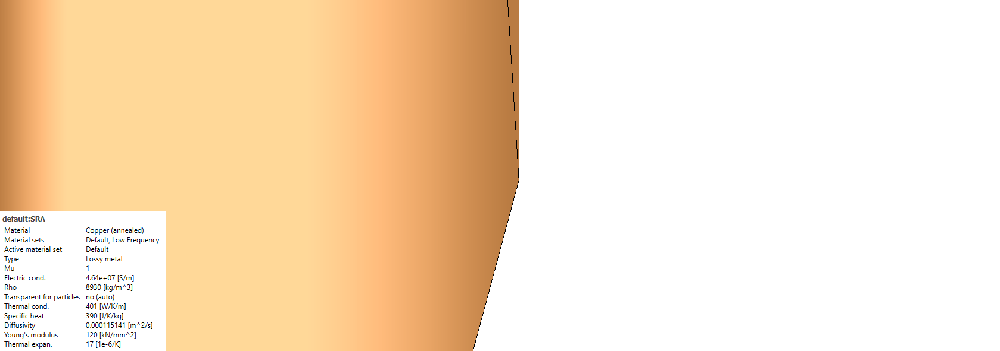 default:SRA
Material Copper (annealed)
Material sets Default, Low Frequency
Active material set Default
Type Lossy metal
Mu 1
Electric cond. 4.64e+07 [S/m]
Rho 8930 [kg/m^3]
Transparent for particles no (auto)
Thermal cond. 401 [W/K/m]
Specific heat 390 [J/K/kg]
Diffusivity 0.000115141 [m^2/s]
Young's modulus 120 [kN/mm^2]
Thermal expan. 17 [1e-6/K]